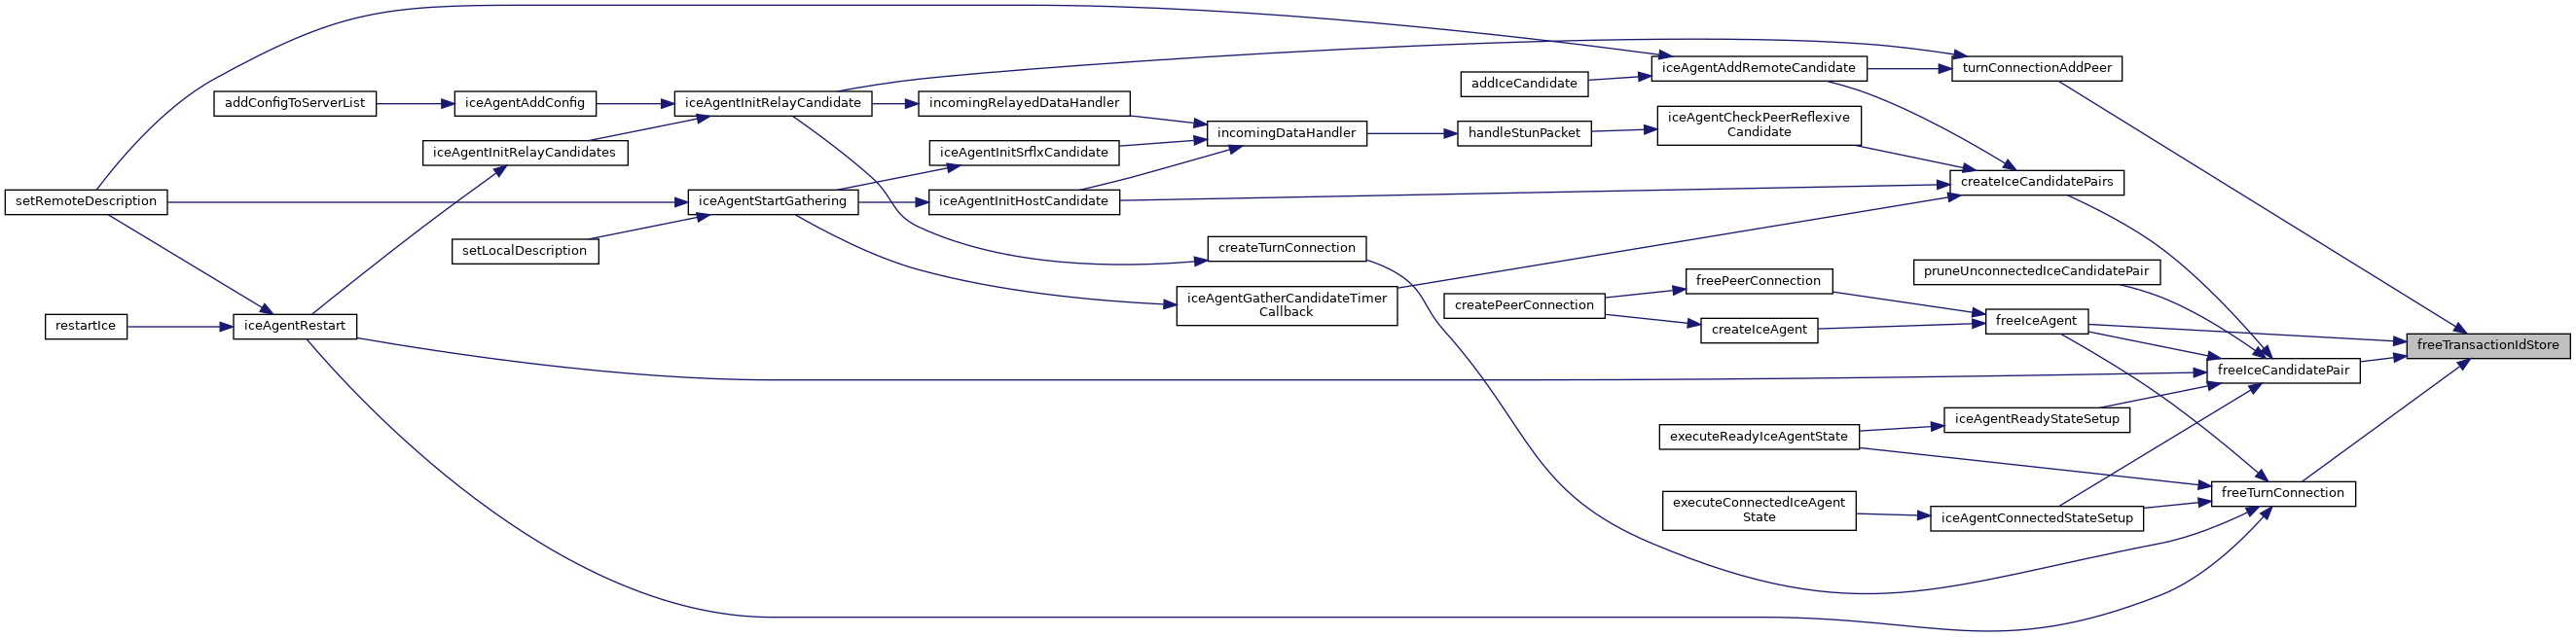 iceAgentAddRemoteCandidate
turnConnectionAddPeer
addIceCandidate
addConfigToServerList
iceAgentAddConfig
iceAgentInitRelayCandidate
incomingRelayedDataHandler
iceAgentCheckPeerReflexive
Candidate
incomingDataHandler
handleStunPacket
iceAgentInitRelayCandidates
iceAgentInitSrflxCandidate
createIceCandidatePairs
setRemoteDescription
iceAgentStartGathering
iceAgentInitHostCandidate
setLocalDescription
createTurnConnection
pruneUnconnectedIceCandidatePair
freePeerConnection
iceAgentGatherCandidateTimer
Callback
createPeerConnection
restartIce
iceAgentRestart
createIceAgent
freeIceAgent
freeTransactionIdStore
freeIceCandidatePair
iceAgentReadyStateSetup
executeReadyIceAgentState
freeTurnConnection
executeConnectedIceAgent
State
iceAgentConnectedStateSetup